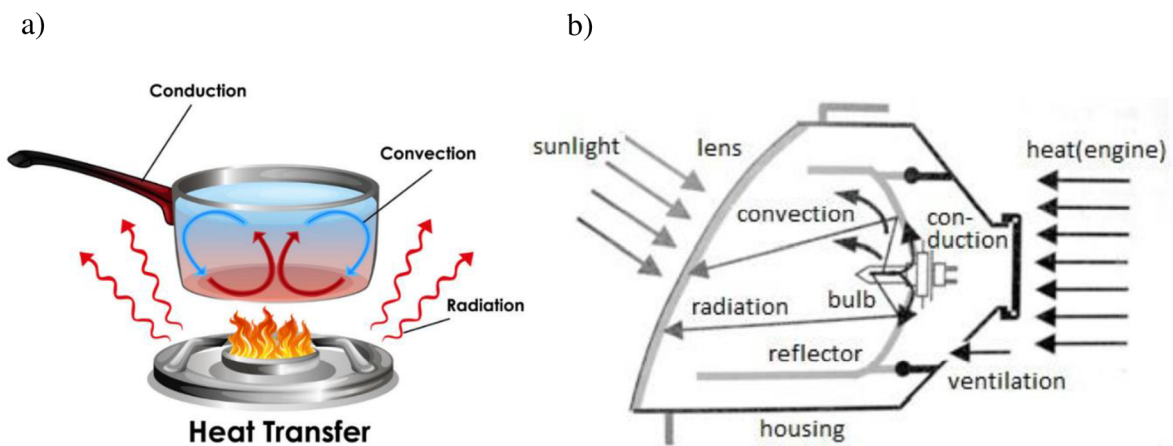 a)
Conduction
Convection
Radiation
Heat Transfer
b)
sunlight
lens
heat(engine)
convection
con-
duction
radiation
bulb
reflector
ventilation
housing